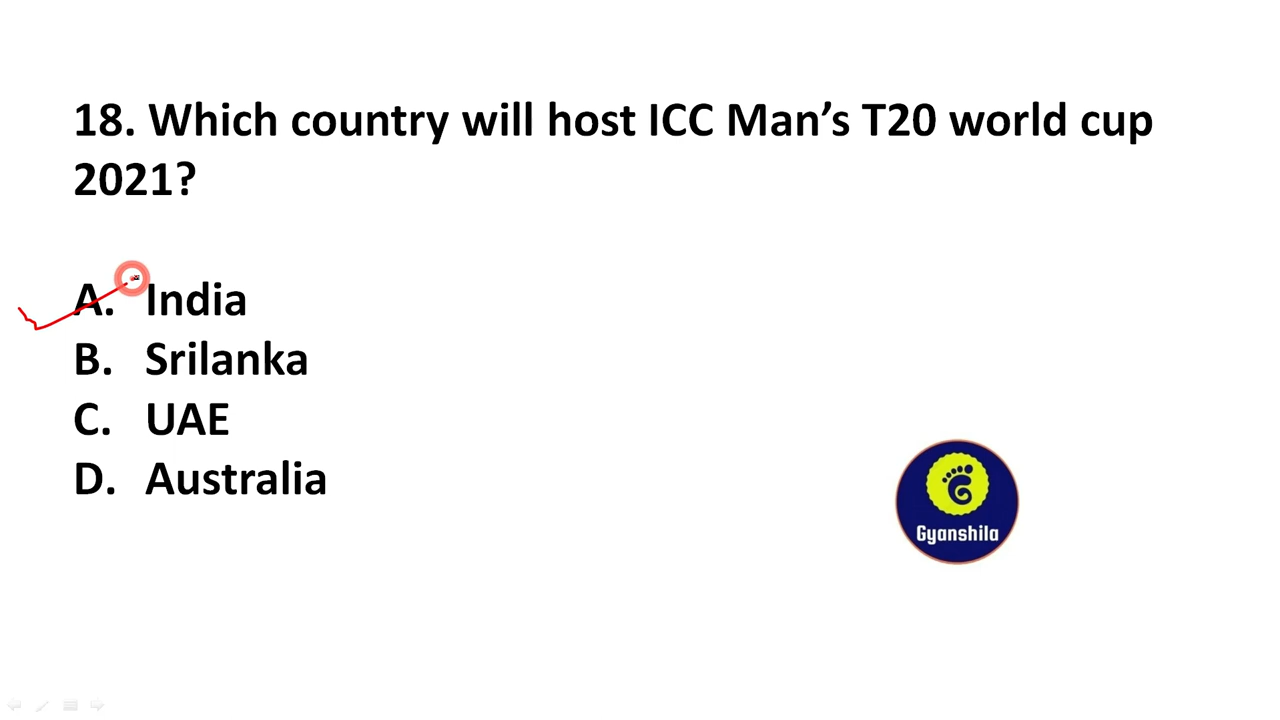 18. Which country will host ICC Man’s T20 world cup
2021?
A. India
B. Srilanka
C. UAE
D. Australia
Gyanshila